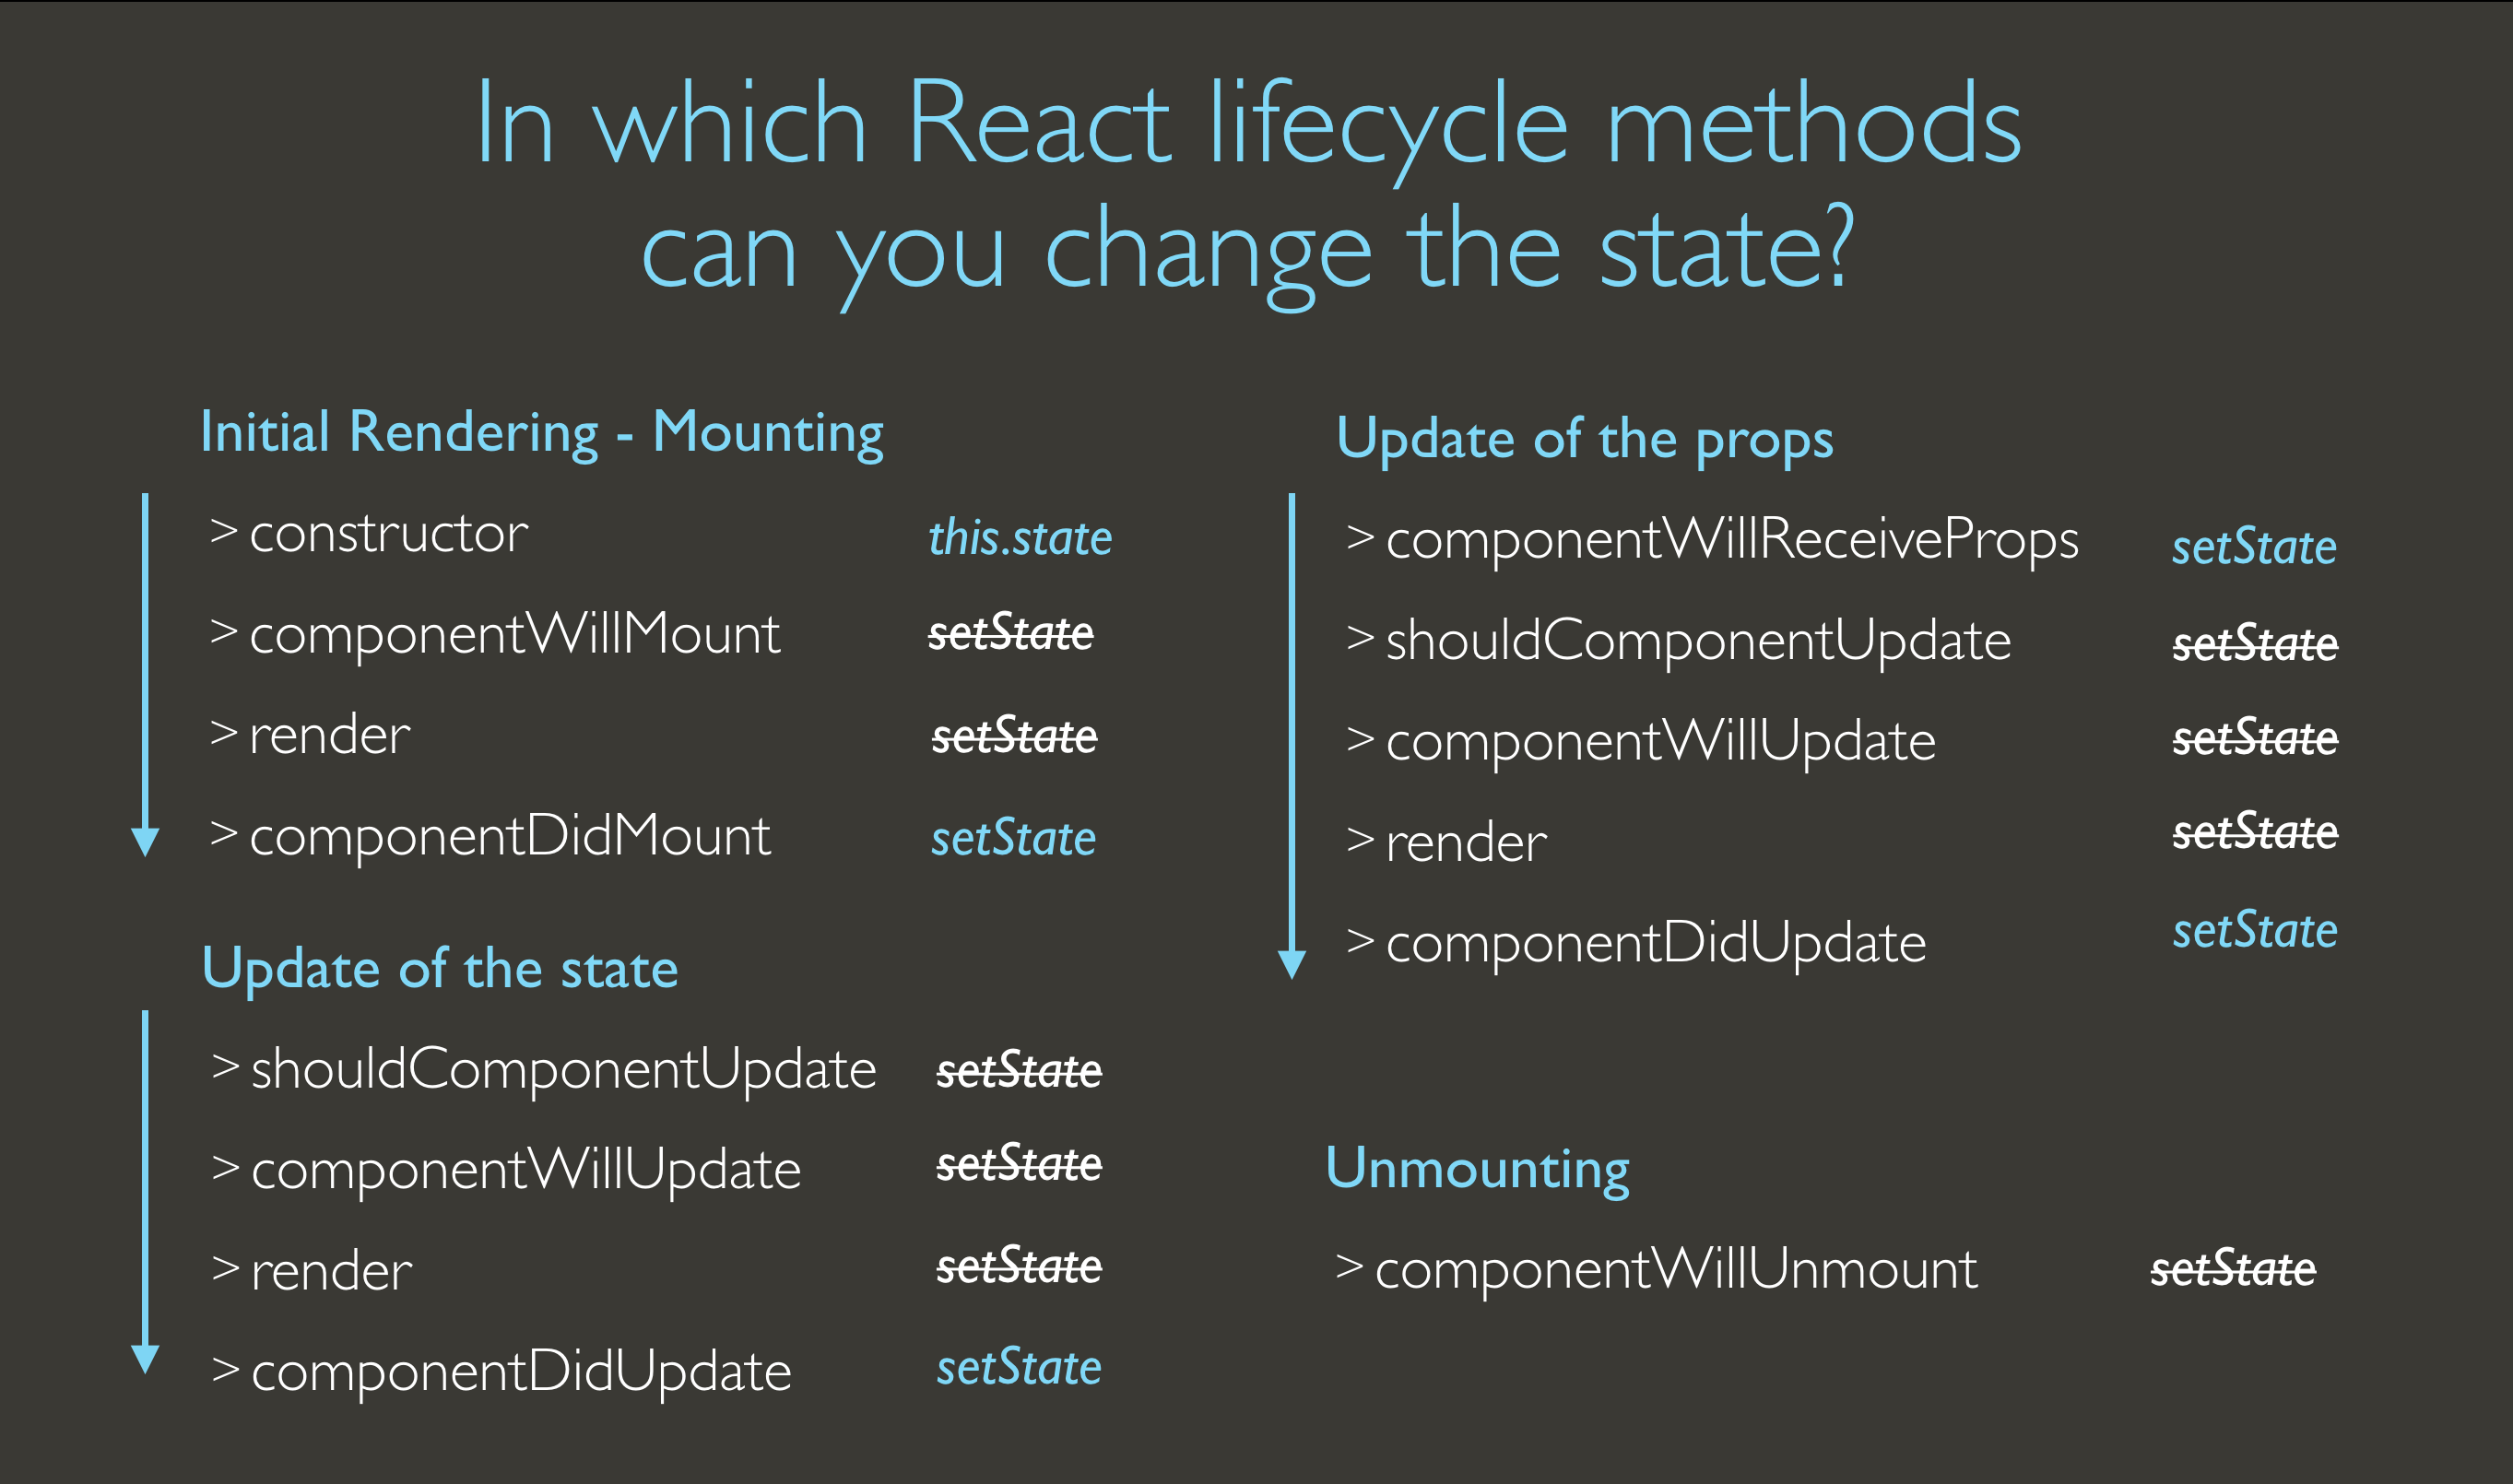 In which React lifecycle methods
can you change the state?
Initial Rendering - Mounting
> constructor this.state
> componentWillMount setState
> render setState
> componentDidMount setState
Update of the state
> shouldComponentUpdate setState
> componentWillUpdate setState
> render setState
> componentDidUpdate setState
Update of the props
> componentWillReceiveProps setState
> shouldComponentUpdate setState
> componentWillUpdate setState
> render setState
> componentDidUpdate setState
Unmounting
> componentWillUnmount setState